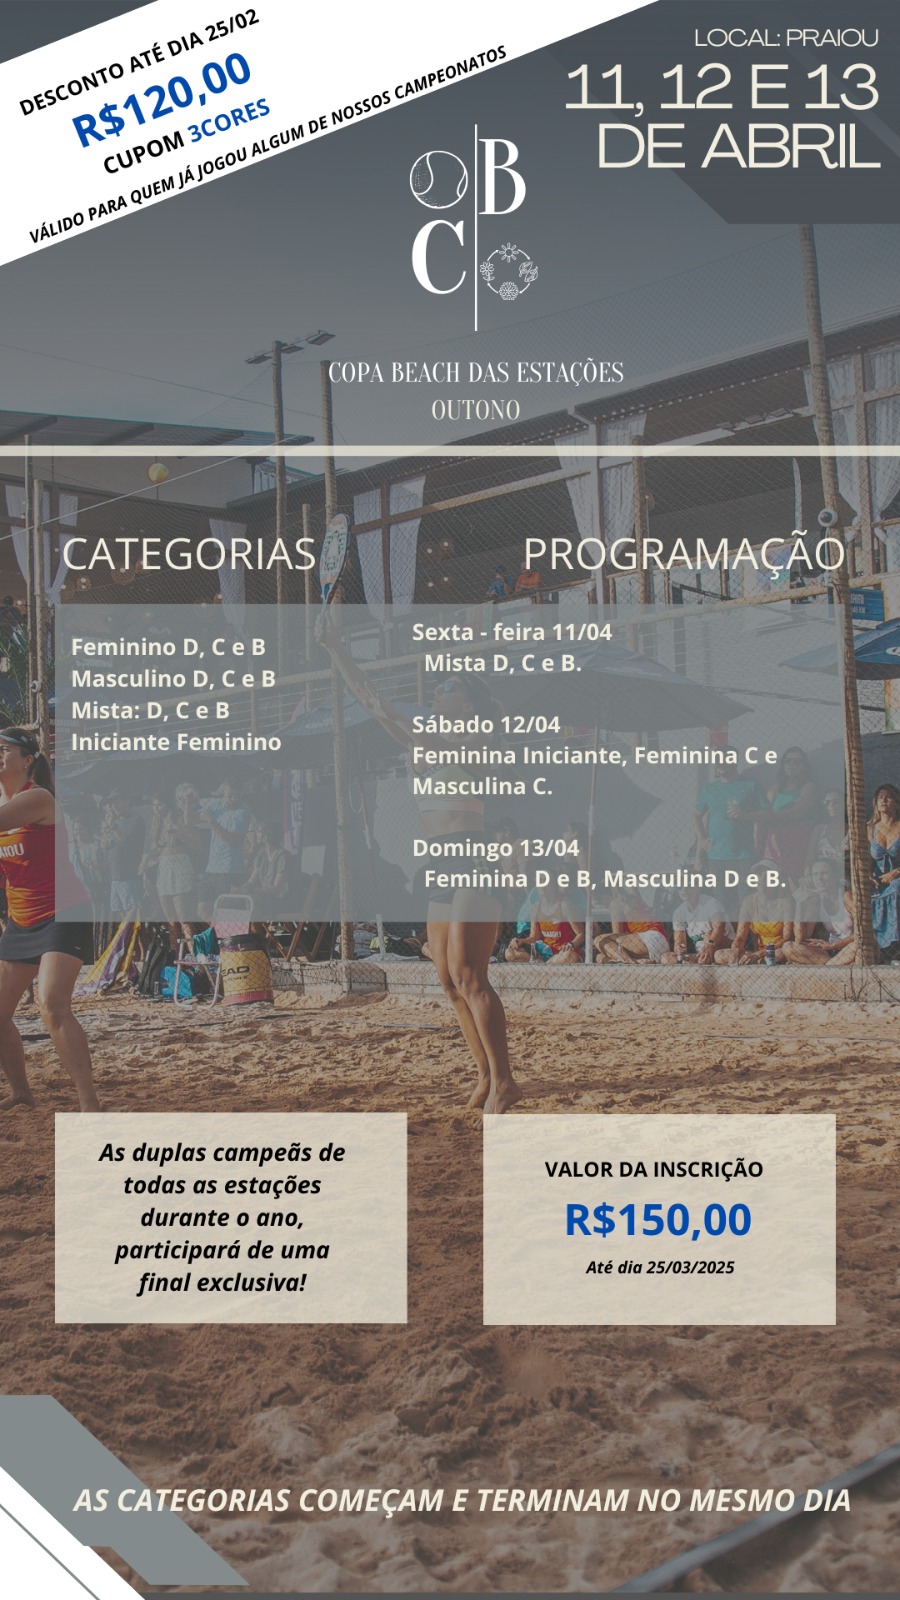 DESCONTO ATÉ DIA 25/02
R$120,00
CUPOM 3CORES
VÁLIDO PARA QUEM JÁ JOGOU ALGUM DE NOSSOS CAMPEONATOS
LOCAL: PRAIOU
11, 12 E 13
DE ABRIL
B
C
COPA BEACH DAS ESTAÇÕES
OUTONO
CATEGORIAS
Feminino D, C e B
Masculino D, C e B
Mista: D, C e B
Iniciante Feminino
PROGRAMAÇÃO
Sexta - feira 11/04
Mista D, C e B.
Sábado 12/04
Feminina Iniciante, Feminina C e
Masculina C.
Domingo 13/04
Feminina D e B, Masculina D e B.
As duplas campeãs de
todas as estações
durante o ano,
participará de uma
final exclusiva!
VALOR DA INSCRIÇÃO
R$150,00
Até dia 25/03/2025
AS CATEGORIAS COMEÇAM E TERMINAM NO MESMO DIA